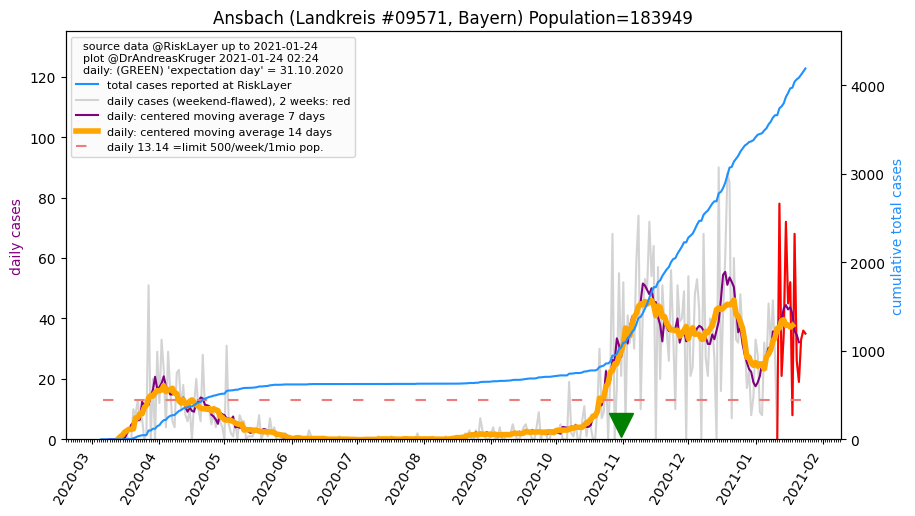 Ansbach (Landkreis #09571, Bayern) Population=183949
source data @RiskLayer up to 2021-01-24
plot @DrAndreasKruger 2021-01-24 02:24
daily: (GREEN) 'expectation day' = 31.10.2020
total cases reported at RiskLayer
daily cases (weekend-flawed), 2 weeks: red
daily: centered moving average 7 days
daily: centered moving average 14 days
daily 13.14 =limit 500/week/1mio pop.
daily cases
120
100
80
60
40
20
0
cumulative total cases
4000
3000
2000
1000
0
2020-03
2020-04
2020-05
2020-06
2020-07
2020-08
2020-09
2020-10
2020-11
2020-12
2021-01
2021-02